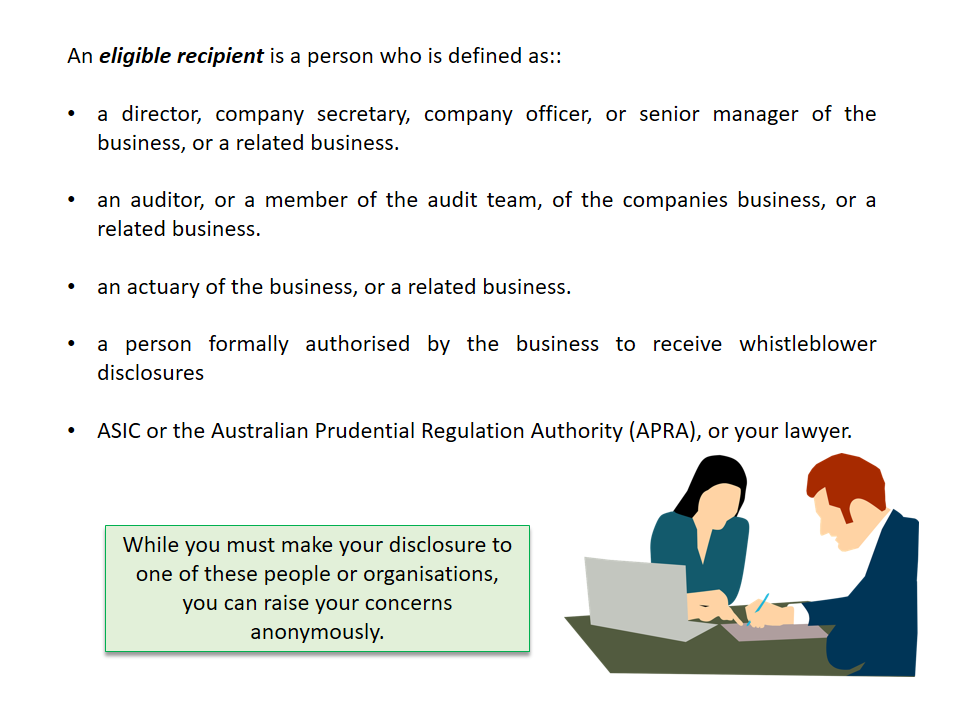 An eligible recipient is a person who is defined as::
• a director, company secretary, company officer, or senior manager of the
business, or a related business.
• an auditor, or a member of the audit team, of the companies business, or a
related business.
• an actuary of the business, or a related business.
• a person formally authorised by the business to receive whistleblower
disclosures
• ASIC or the Australian Prudential Regulation Authority (APRA), or your lawyer.
While you must make your disclosure to
one of these people or organisations,
you can raise your concerns
anonymously.